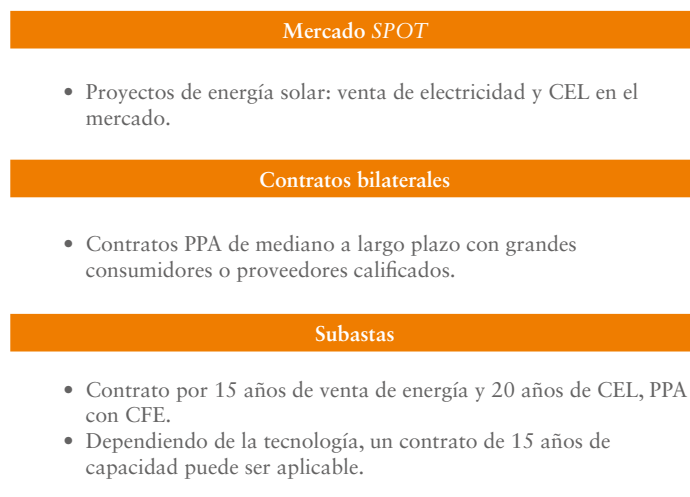 Mercado SPOT
• Proyectos de energía solar: venta de electricidad y CEL en el
mercado.
Contratos bilaterales
• Contratos PPA de mediano a largo plazo con grandes
consumidores o proveedores calificados.
Subastas
• Contrato por 15 años de venta de energía y 20 años de CEL, PPA
con CFE.
• Dependiendo de la tecnología, un contrato de 15 años de
capacidad puede ser aplicable.